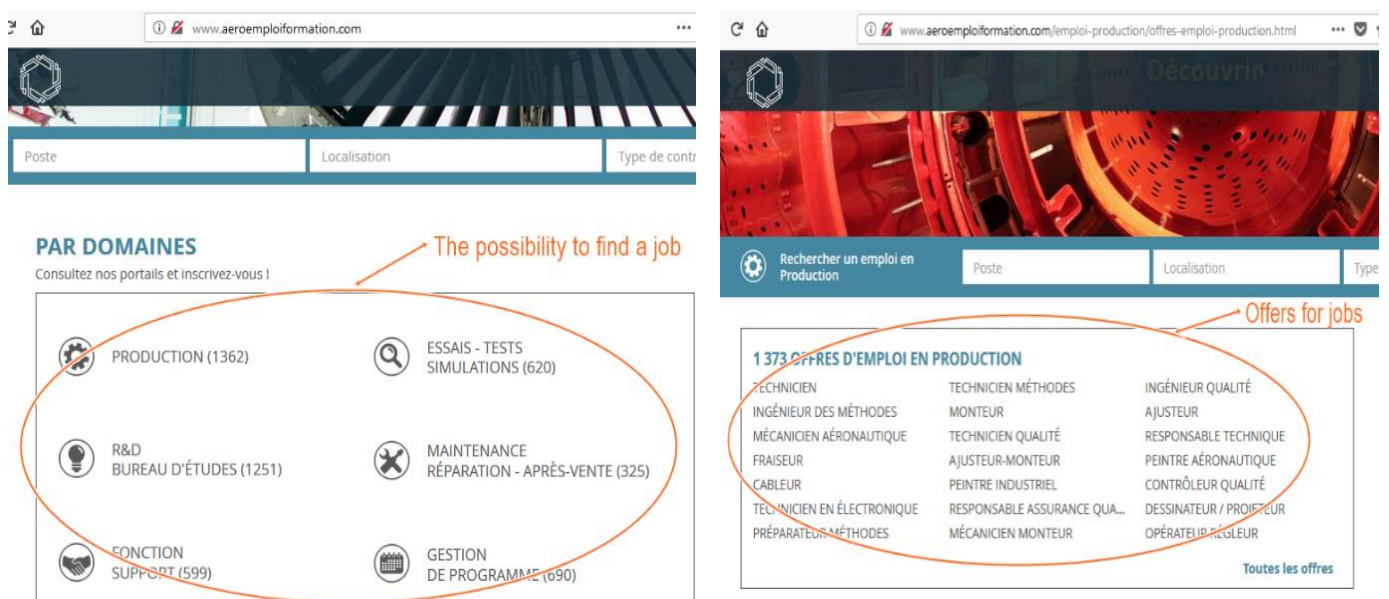 www.aeroemploiformation.com
Poste
Localisation
Type de contr
PAR DOMAINES
The possibility to find a job
Consultez nos portails et inscrivez-vous !
PRODUCTION (1362)
ESSAIS - TESTS
SIMULATIONS (620)
R&D
BUREAU D'ÉTUDES (1251)
MAINTENANCE
RÉPARATION - APRÈS-VENTE (325)
FONCTION
SUPPORT (599)
GESTION
DE PROGRAMME (690)
www.aeroemploiformation.com/emploi-production/offres-emploi-production.html
Découvrir
Rechercher un emploi en
Production
Poste
Localisation
Type
Offers for jobs
1 373 OFFRES D'EMPLOI EN PRODUCTION
TECHNICIEN TECHNICIEN MÉTHODES INGÉNIEUR QUALITÉ
INGÉNIEUR DES MÉTHODES MONTEUR AJUSTEUR
MÉCANICIEN AÉRONAUTIQUE TECHNICIEN QUALITÉ RESPONSABLE TECHNIQUE
FRAISEUR AJUSTEUR-MONTEUR PEINTRE AÉRONAUTIQUE
CABLEUR PEINTRE INDUSTRIEL CONTRÔLEUR QUALITÉ
TECHNICIEN EN ÉLECTRONIQUE RESPONSABLE ASSURANCE QUA... DESSINATEUR / PROJETEUR
PRÉPARATEUR MÉTHODES MÉCANICIEN MONTEUR OPÉRATEUR RÉGLEUR
Toutes les offres